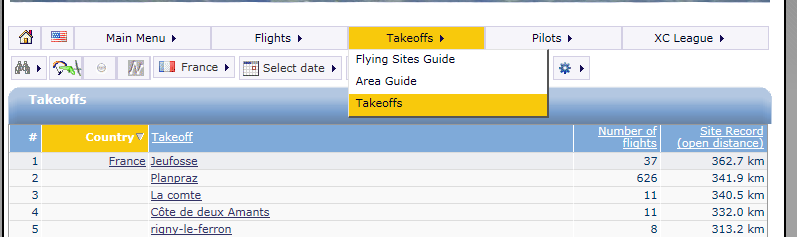 Main Menu Flights Takeoffs Pilots XC League
France Select date
Flying Sites Guide
Area Guide
Takeoffs
Takeoffs
# Country Takeoff Number of flights Site Record (open distance)
1 France Jeufosse 37 362.7 km
2 Planpraz 626 341.9 km
3 La comte 11 340.5 km
4 Côte de deux Amants 11 332.0 km
5 rigny-le-ferron 8 313.2 km